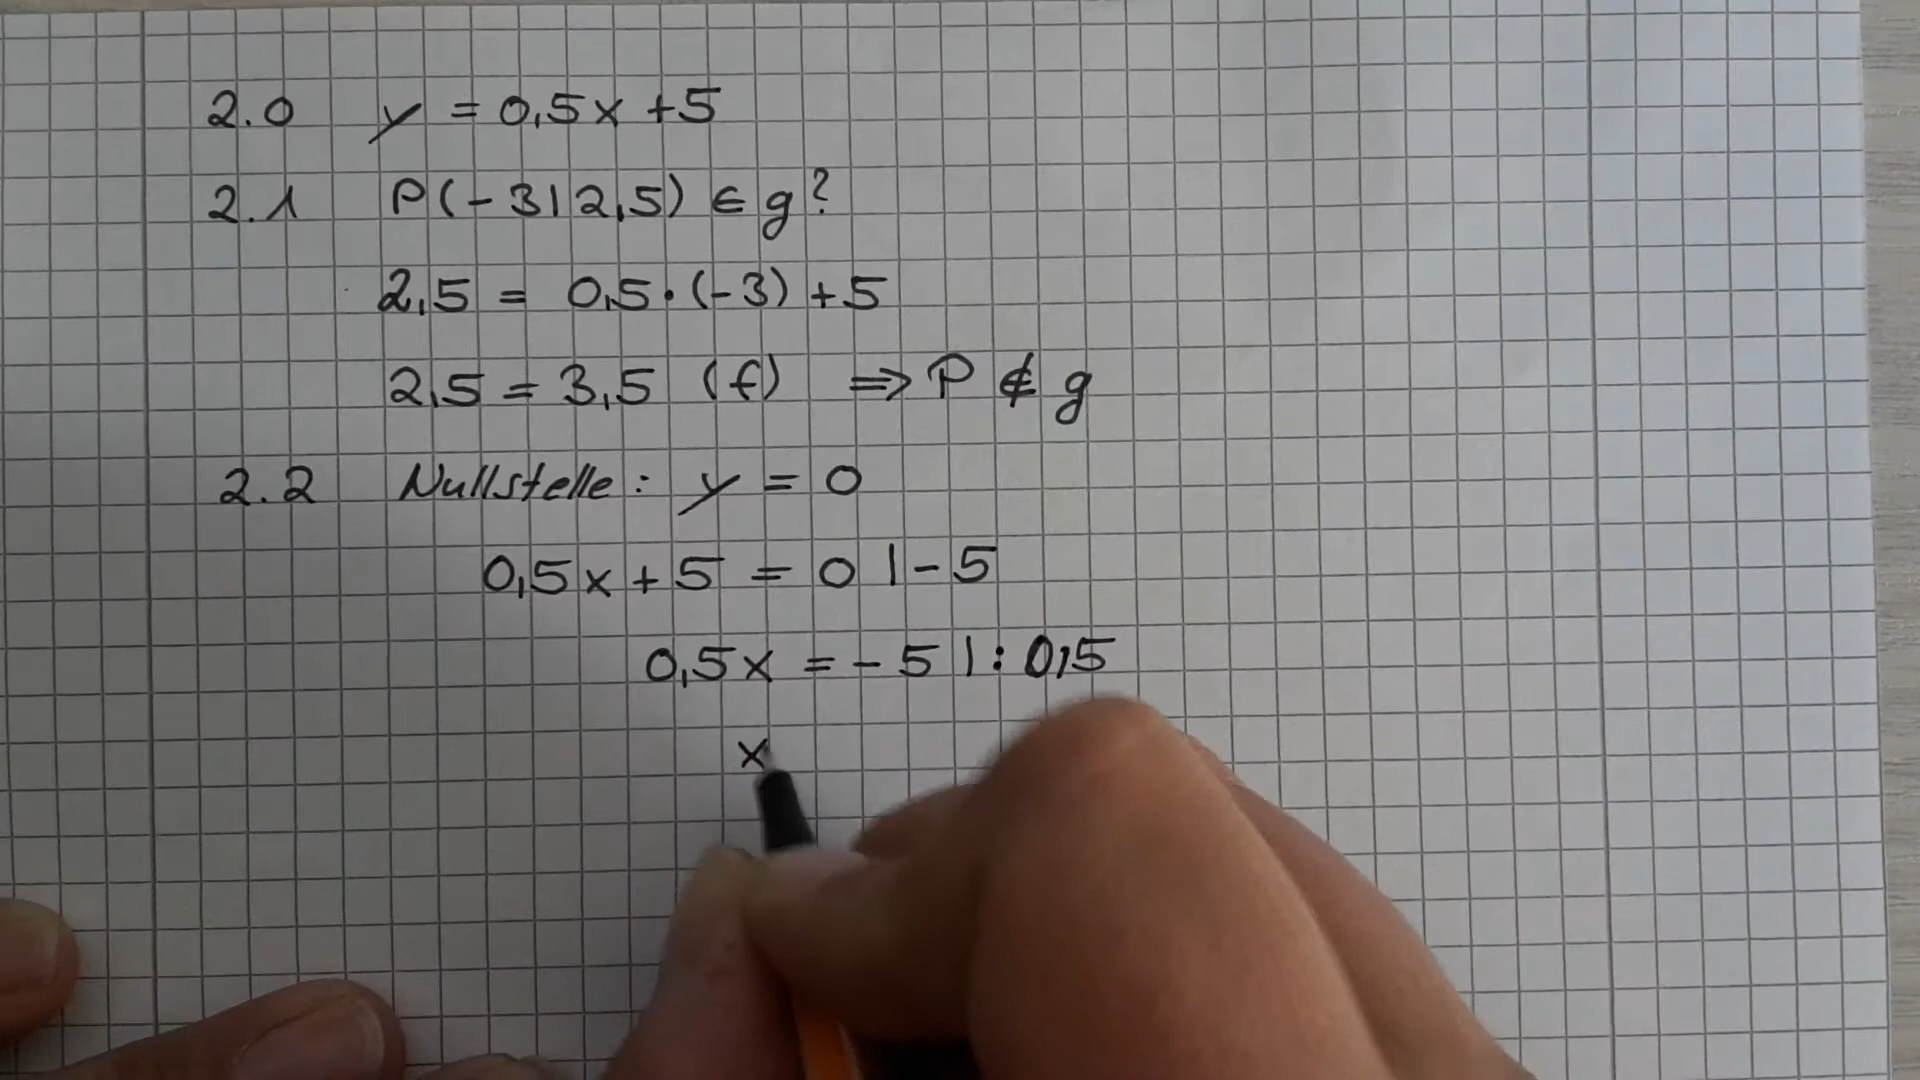 2.0 y = 0,5x + 5
2.1 P(-3|2,5) ∈ g?
2,5 = 0,5·(-3) + 5
2,5 = 3,5 (f) ⇒ P ∉ g
2.2 Nullstelle: y = 0
0,5x + 5 = 0 | - 5
0,5x = - 5 | : 0,5
x